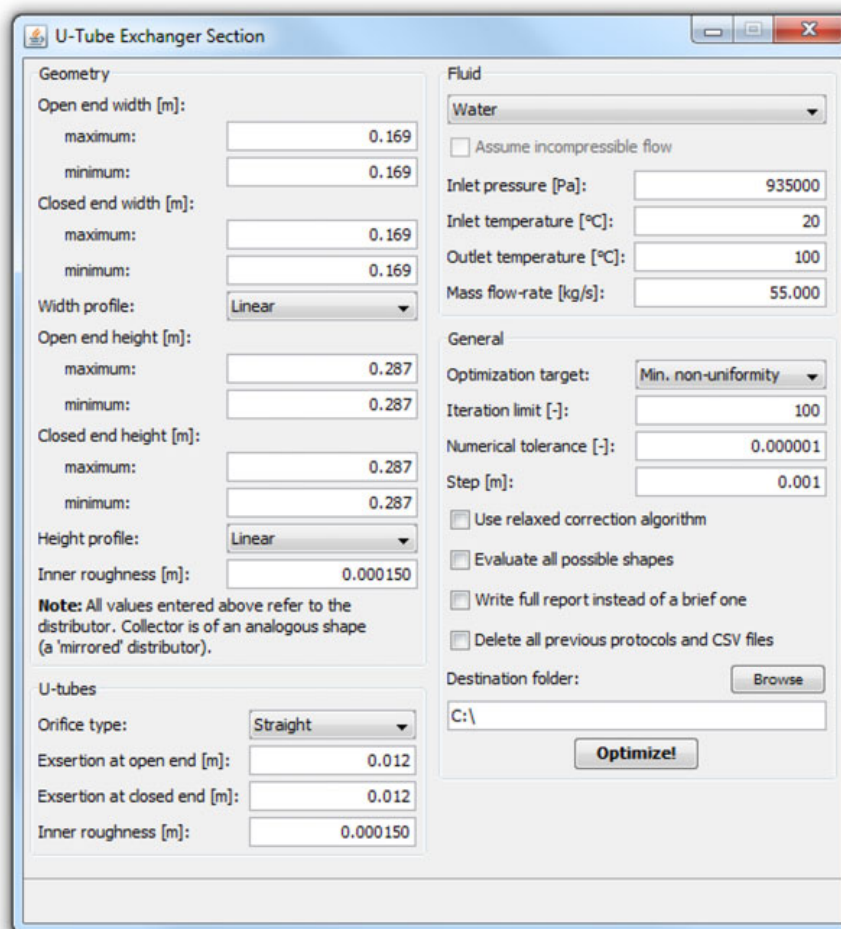 U-Tube Exchanger Section
Geometry
Open end width [m]:
maximum: 0.169
minimum: 0.169
Closed end width [m]:
maximum: 0.169
minimum: 0.169
Width profile: Linear
Open end height [m]:
maximum: 0.287
minimum: 0.287
Closed end height [m]:
maximum: 0.287
minimum: 0.287
Height profile: Linear
Inner roughness [m]: 0.000150
Note: All values entered above refer to the
distributor. Collector is of an analogous shape
(a 'mirrored' distributor).
U-tubes
Orifice type: Straight
Exsertion at open end [m]: 0.012
Exsertion at closed end [m]: 0.012
Inner roughness [m]: 0.000150
Fluid
Water
Assume incompressible flow
Inlet pressure [Pa]: 935000
Inlet temperature [°C]: 20
Outlet temperature [°C]: 100
Mass flow-rate [kg/s]: 55.000
General
Optimization target: Min. non-uniformity
Iteration limit [-]: 100
Numerical tolerance [-]: 0.000001
Step [m]: 0.001
Use relaxed correction algorithm
Evaluate all possible shapes
Write full report instead of a brief one
Delete all previous protocols and CSV files
Destination folder: Browse
C:\
Optimize!